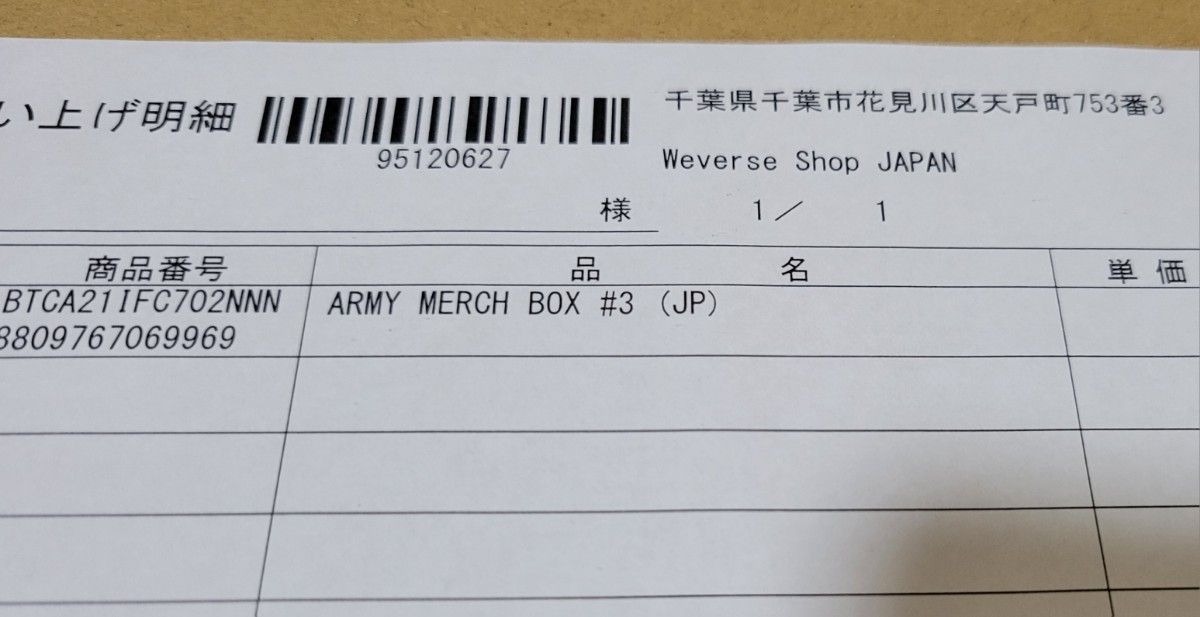 い上げ明細
95120627
千葉県千葉市花見川区天戸町753番3
Weverse Shop JAPAN
様
1／ 1
商品番号 品 名 単 価
BTCA21IFC702NNN ARMY MERCH BOX #3 (JP)
8809767069969